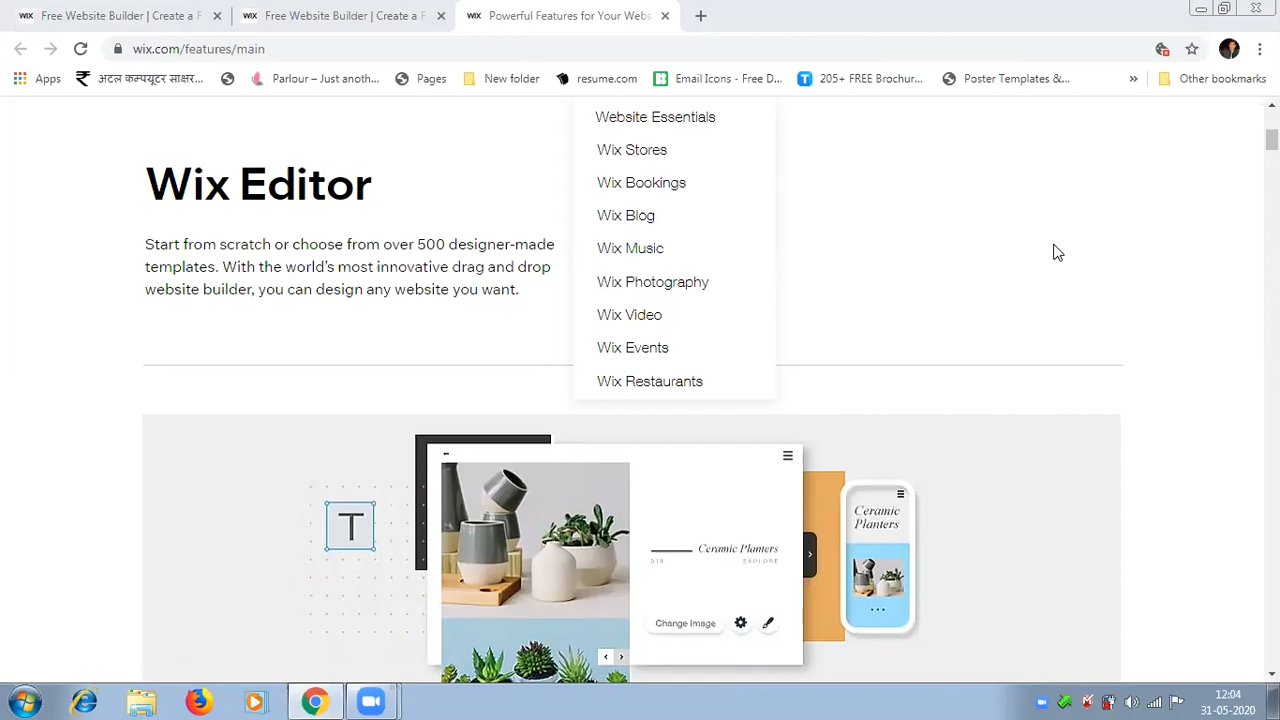 WIX Free Website Builder | Create a F
WIX Free Website Builder | Create a F
WIX Powerful Features for Your Webs
wix.com/features/main
Apps
अटल कम्प्यूटर साक्षर...
Parlour – Just anoth...
Pages
New folder
resume.com
Email Icons - Free D...
205+ FREE Brochur...
Poster Templates &...
»
Other bookmarks
Website Essentials
Wix Stores
Wix Bookings
Wix Blog
Wix Music
Wix Photography
Wix Video
Wix Events
Wix Restaurants
Wix Editor
Start from scratch or choose from over 500 designer-made
templates. With the world's most innovative drag and drop
website builder, you can design any website you want.
T
Ceramic Planters
EXPLORE
Change Image
Ceramic
Planters
12:04
31-05-2020